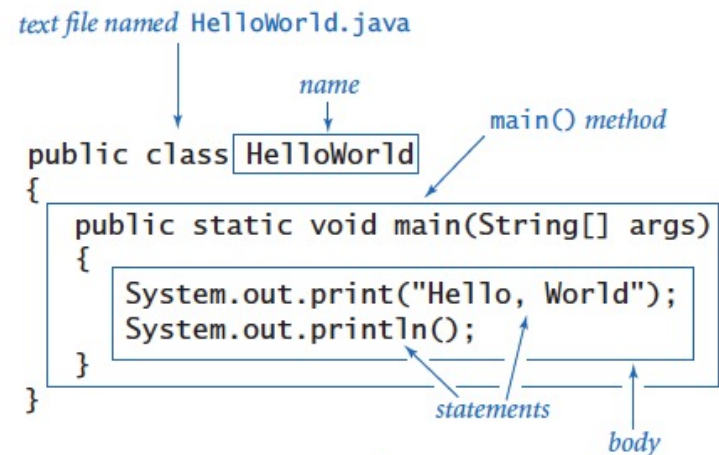 text file named HelloWorld.java
name
main() method
public class HelloWorld
{
public static void main(String[] args)
{
System.out.print("Hello, World");
System.out.println();
}
}
statements
body